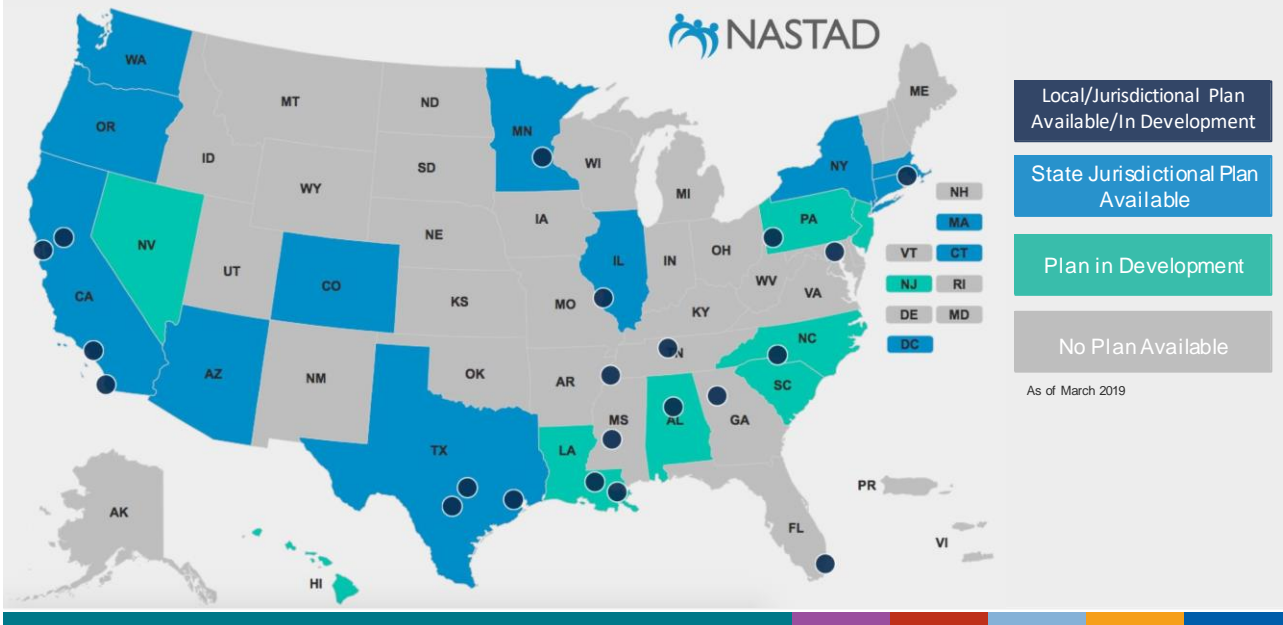 NASTAD
WA
MT
ND
MN
ME
OR
ID
SD
WI
NY
WY
MI
IA
NE
PA
NV
UT
CO
IL
IN
OH
CA
KS
MO
WV
VA
KY
NC
AZ
NM
OK
AR
TN
SC
MS
AL
GA
TX
LA
AK
HI
FL
PR
VI
NH
MA
VT CT
NJ RI
DE MD
DC
Local/Jurisdictional Plan
Available/In Development
State Jurisdictional Plan
Available
Plan in Development
No Plan Available
As of March 2019